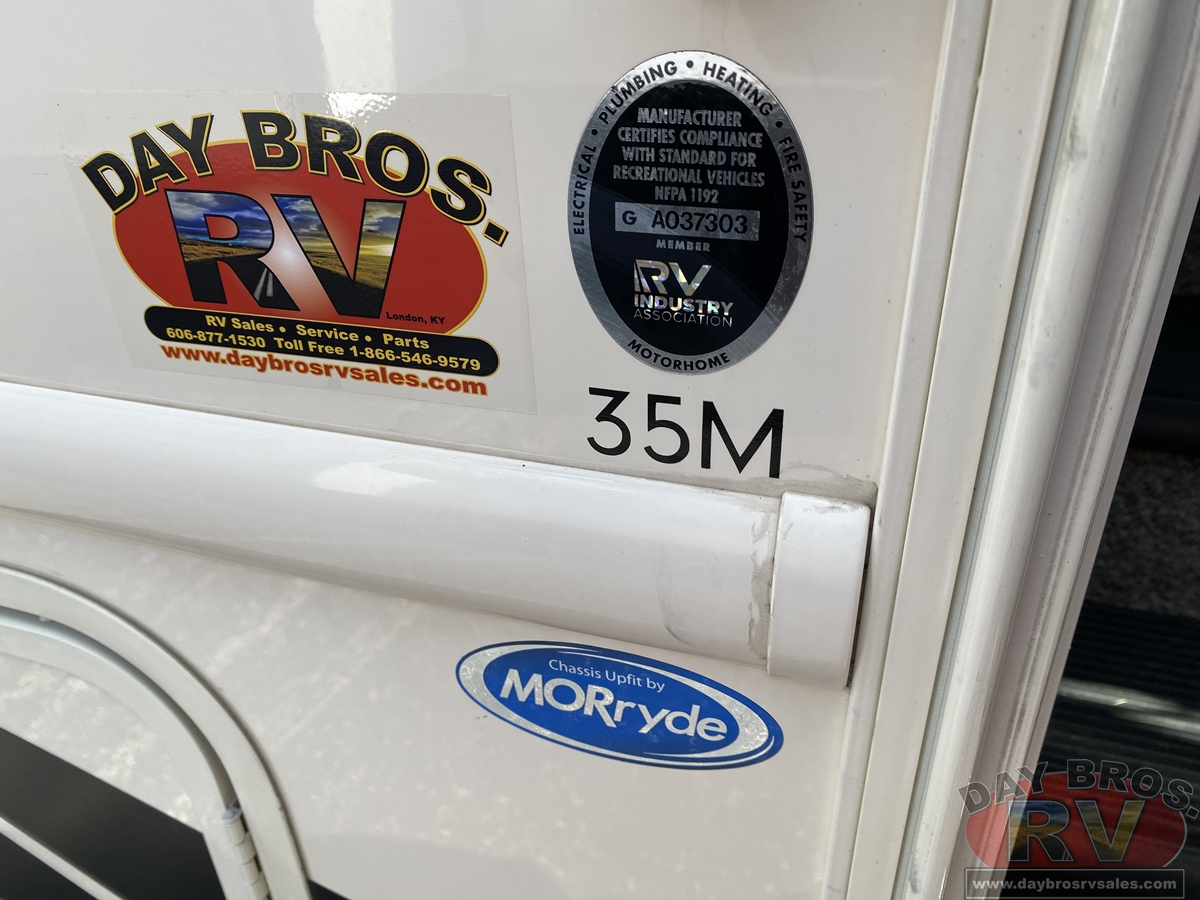 DAY BROS.
RV
London, KY
RV Sales • Service • Parts
606-877-1530 Toll Free 1-866-546-9579
www.daybrosrvsales.com
ELECTRICAL • PLUMBING • HEATING • FIRE SAFETY
MANUFACTURER
CERTIFIES COMPLIANCE
WITH STANDARD FOR
RECREATIONAL VEHICLES
NFPA 1192
G A037303
MEMBER
RV
INDUSTRY
ASSOCIATION
MOTORHOME
35M
Chassis Upfit by
MORryde
DAY BROS.
RV
www.daybrosrvsales.com